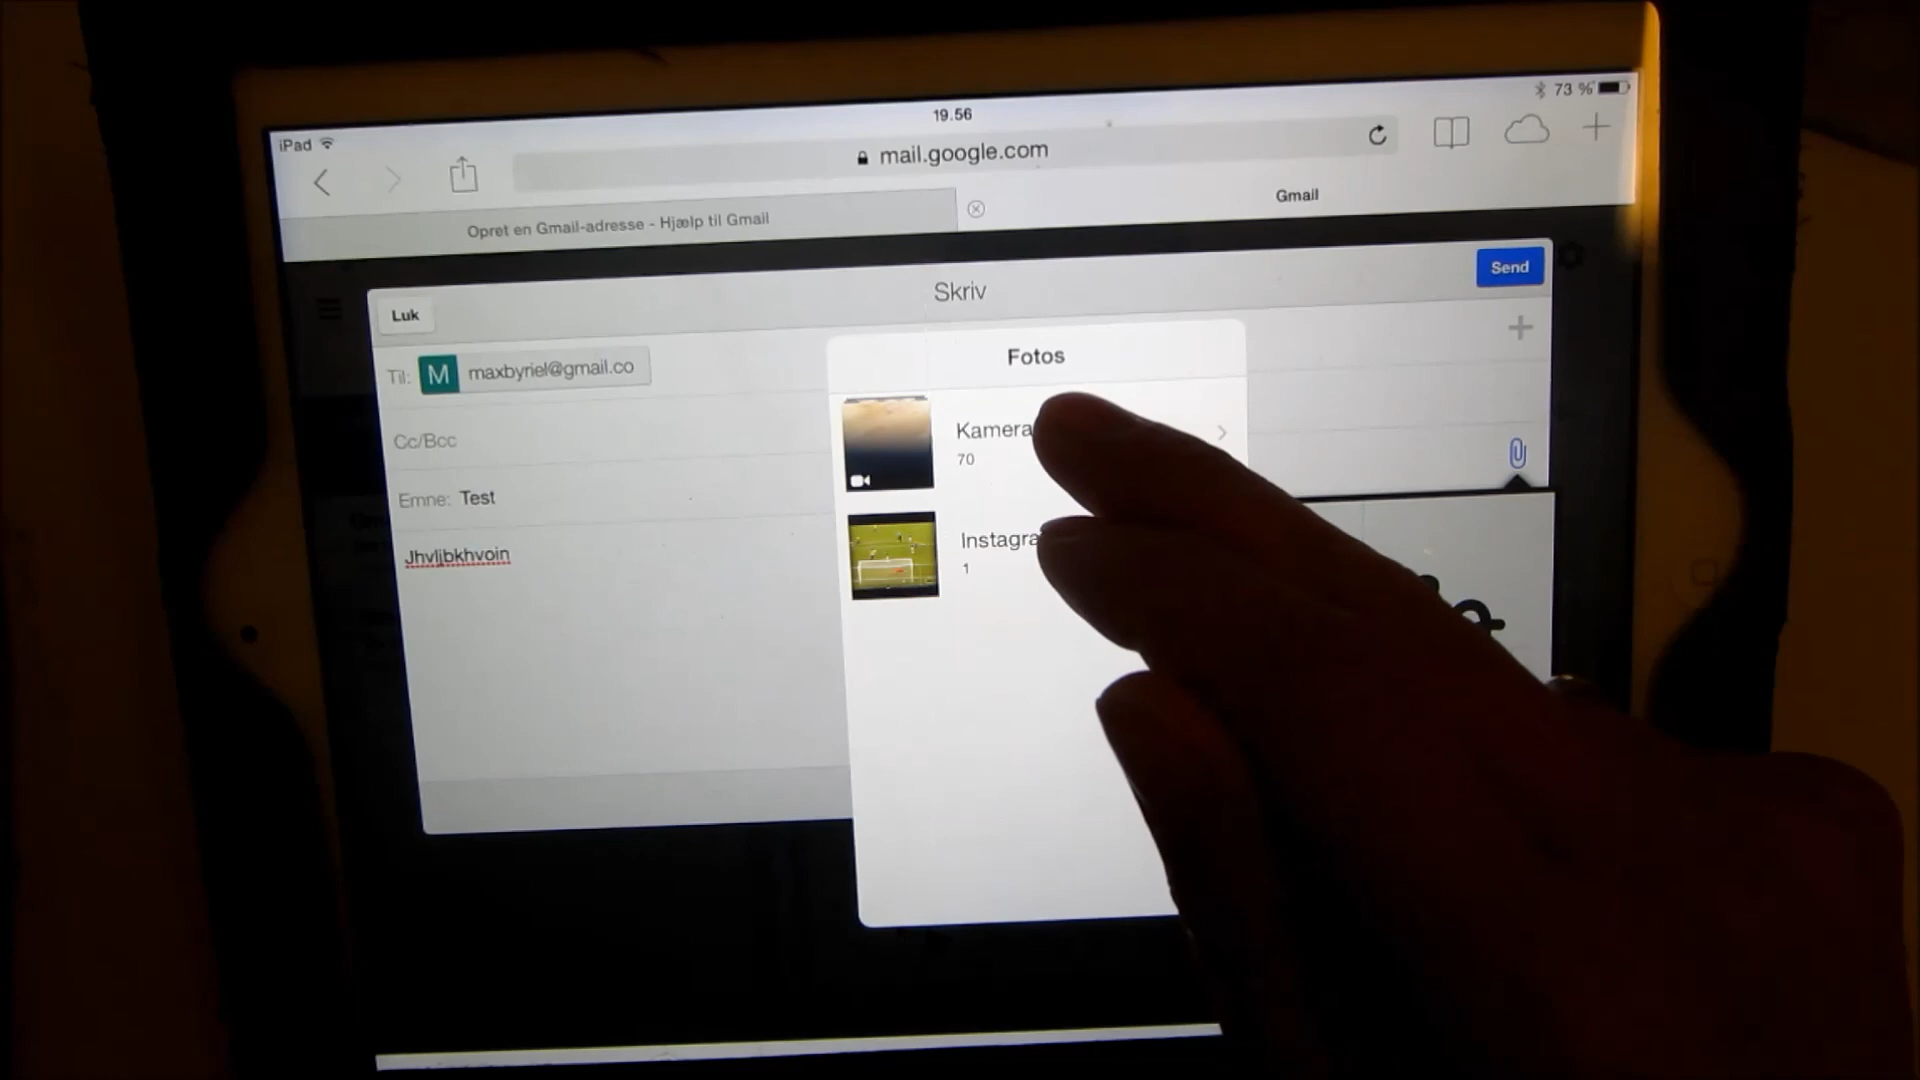 19.56
73 %
iPad
mail.google.com
Opret en Gmail-adresse - Hjælp til Gmail
Gmail
Luk
Skriv
Send
Til: M maxbyriel@gmail.co
Cc/Bcc
Emne: Test
Jhvljbkhvoin
Fotos
Kamera
70
1